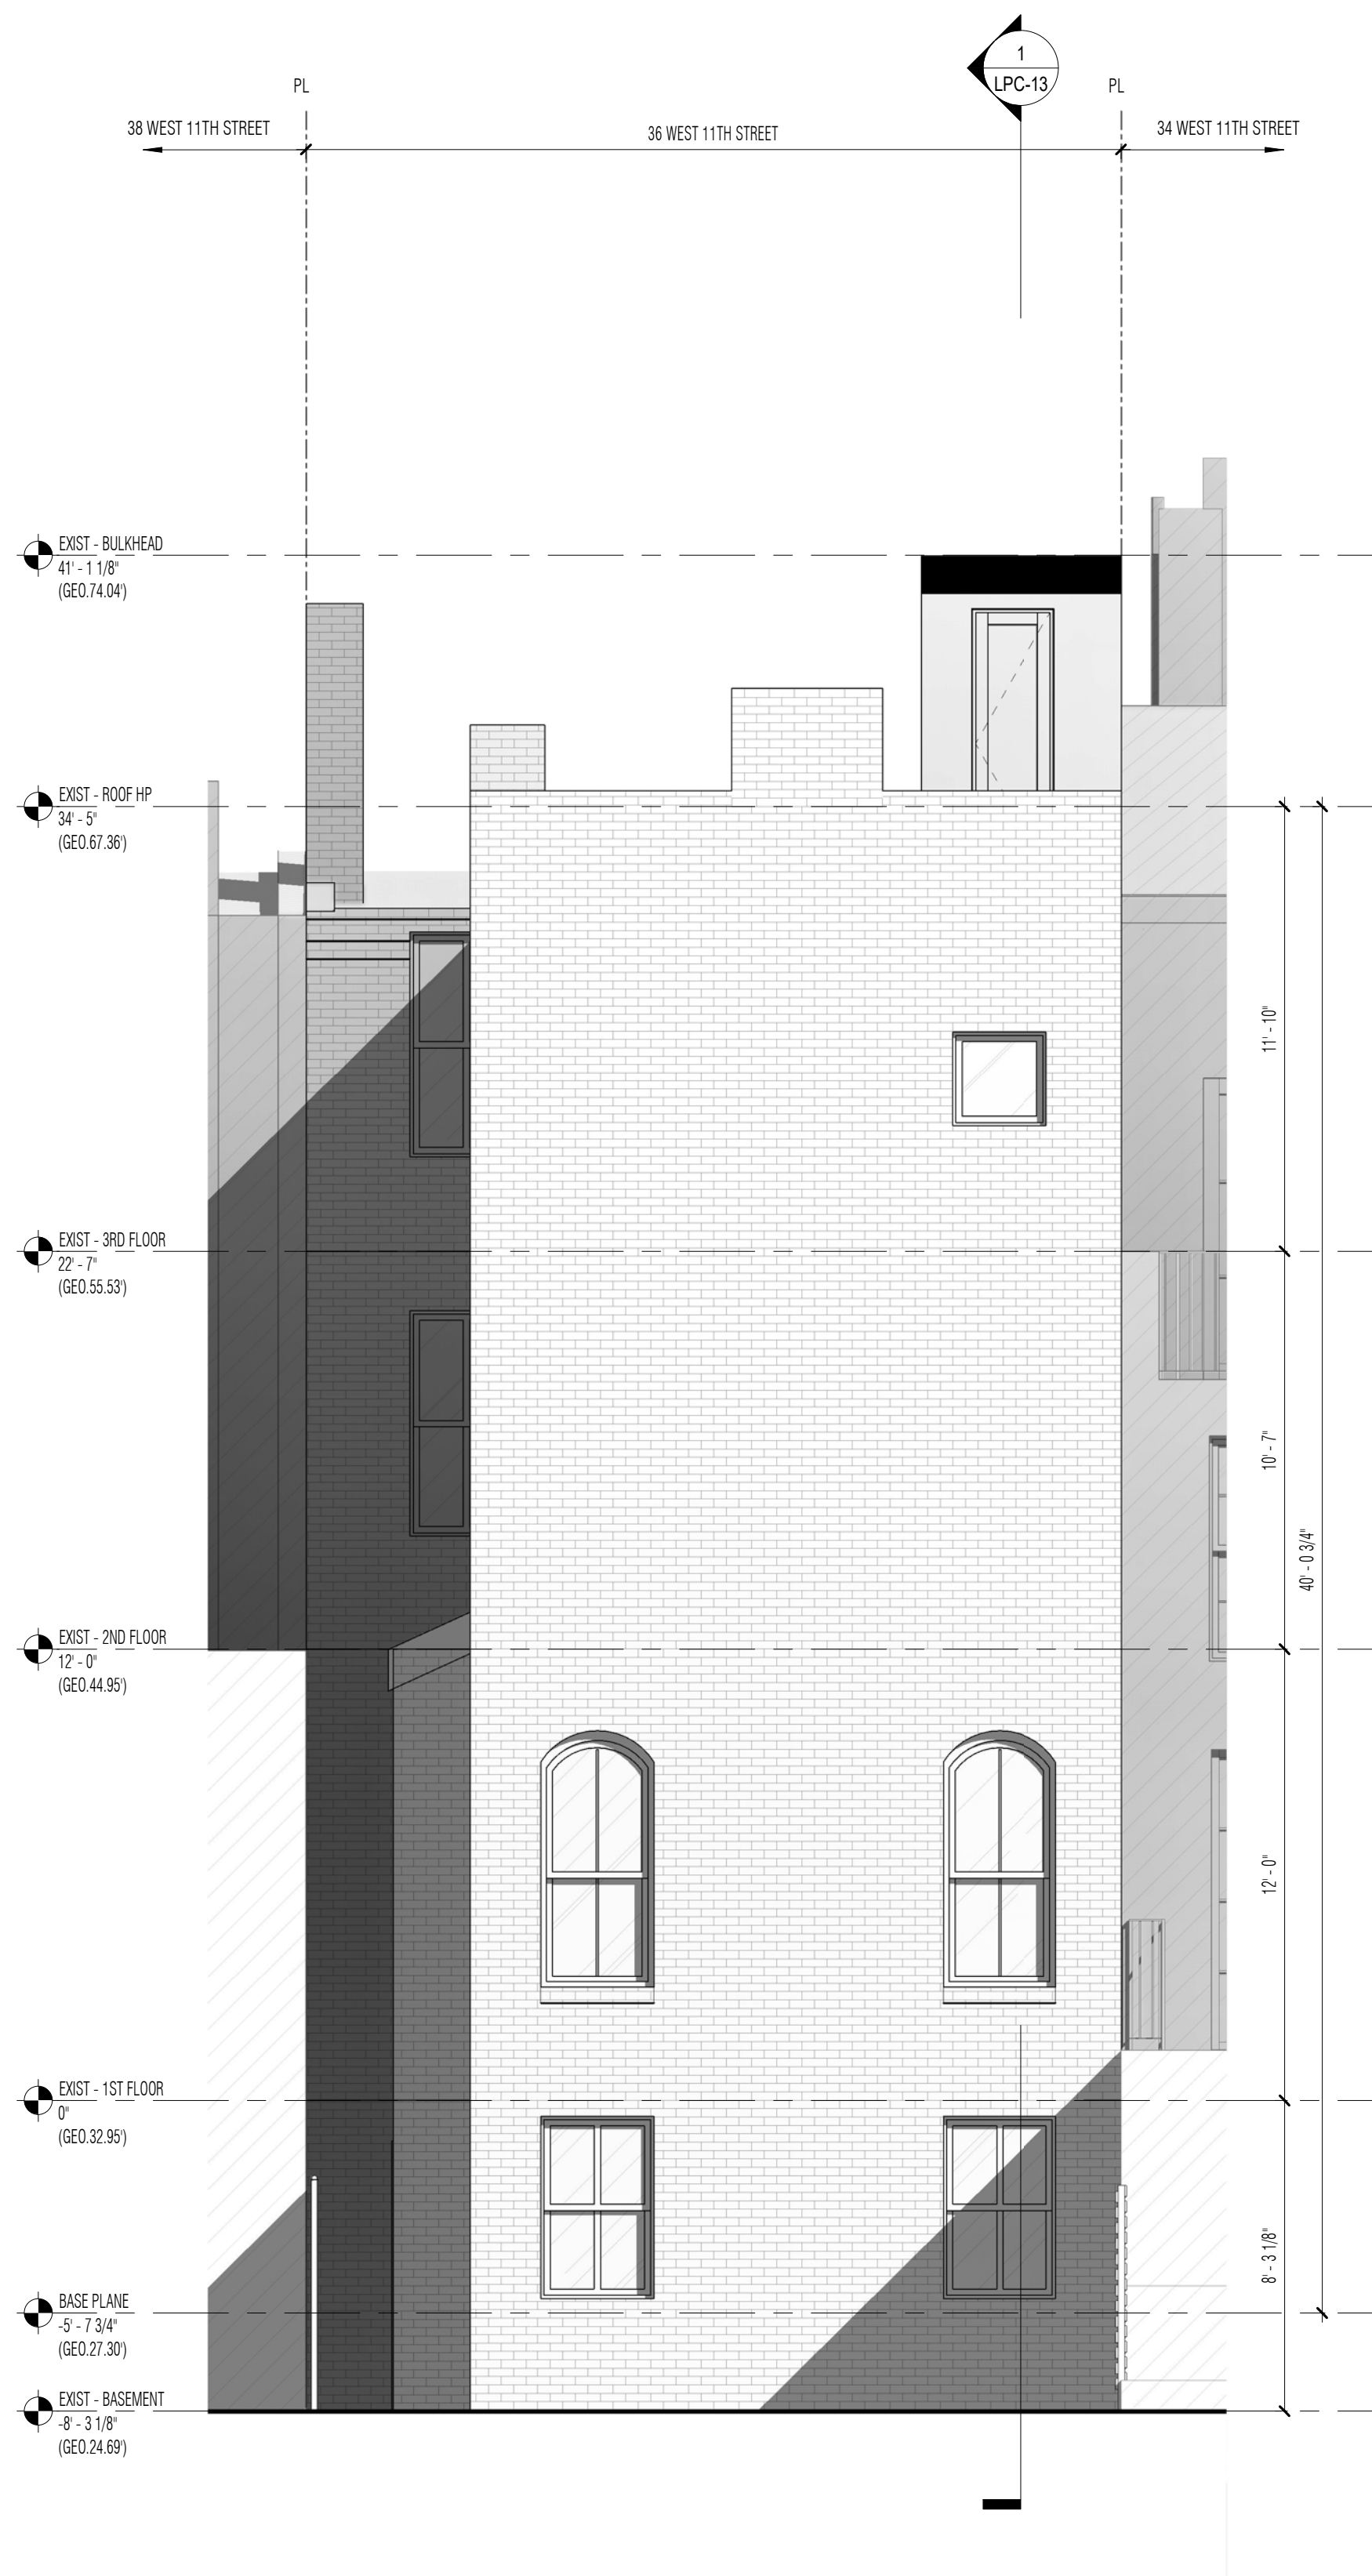 1
LPC-13
PL
PL
38 WEST 11TH STREET
36 WEST 11TH STREET
34 WEST 11TH STREET
EXIST - BULKHEAD
41' - 1 1/8"
(GEO.74.04')
EXIST - ROOF HP
34' - 5"
(GEO.67.36')
11' - 10"
EXIST - 3RD FLOOR
22' - 7"
(GEO.55.53')
10' - 7"
40' - 0 3/4"
EXIST - 2ND FLOOR
12' - 0"
(GEO.44.95')
12' - 0"
EXIST - 1ST FLOOR
0"
(GEO.32.95')
8' - 3 1/8"
BASE PLANE
-5' - 7 3/4"
(GEO.27.30')
EXIST - BASEMENT
-8' - 3 1/8"
(GEO.24.69')